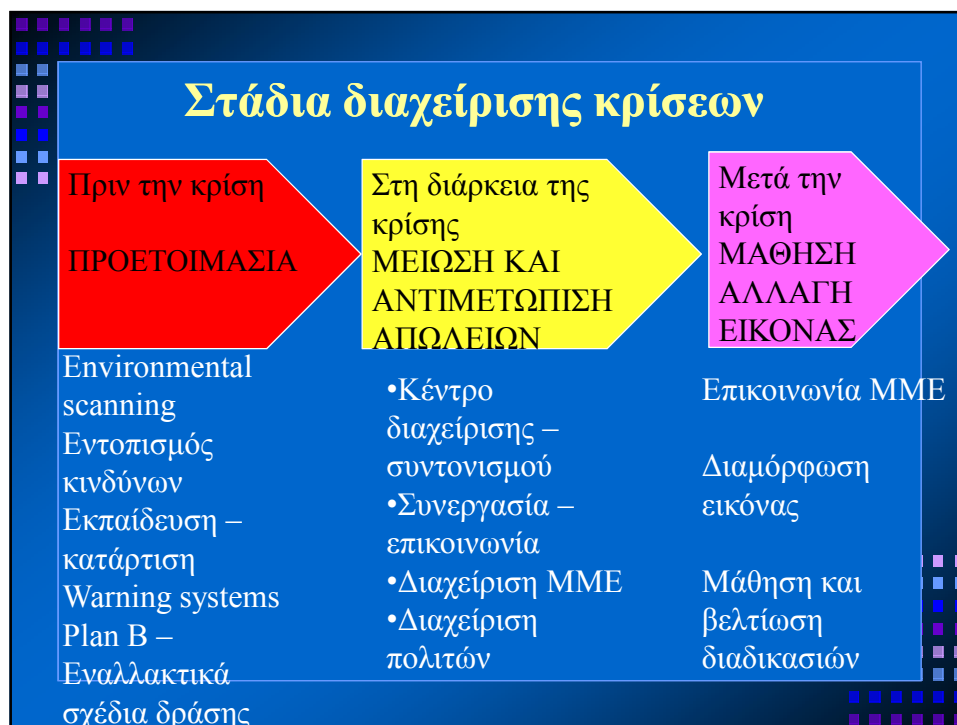 Στάδια διαχείρισης κρίσεων
Πριν την κρίση
ΠΡΟΕΤΟΙΜΑΣΙΑ
Environmental
scanning
Εντοπισμός
κινδύνων
Εκπαίδευση –
κατάρτιση
Warning systems
Plan B –
Εναλλακτικά
σχέδια δράσης
Στη διάρκεια της
κρίσης
ΜΕΙΩΣΗ ΚΑΙ
ΑΝΤΙΜΕΤΩΠΙΣΗ
ΑΠΩΛΕΙΩΝ
•Κέντρο
διαχείρισης –
συντονισμού
•Συνεργασία –
επικοινωνία
•Διαχείριση ΜΜΕ
•Διαχείριση
πολιτών
Μετά την
κρίση
ΜΑΘΗΣΗ
ΑΛΛΑΓΗ
ΕΙΚΟΝΑΣ
Επικοινωνία ΜΜΕ
Διαμόρφωση
εικόνας
Μάθηση και
βελτίωση
διαδικασιών